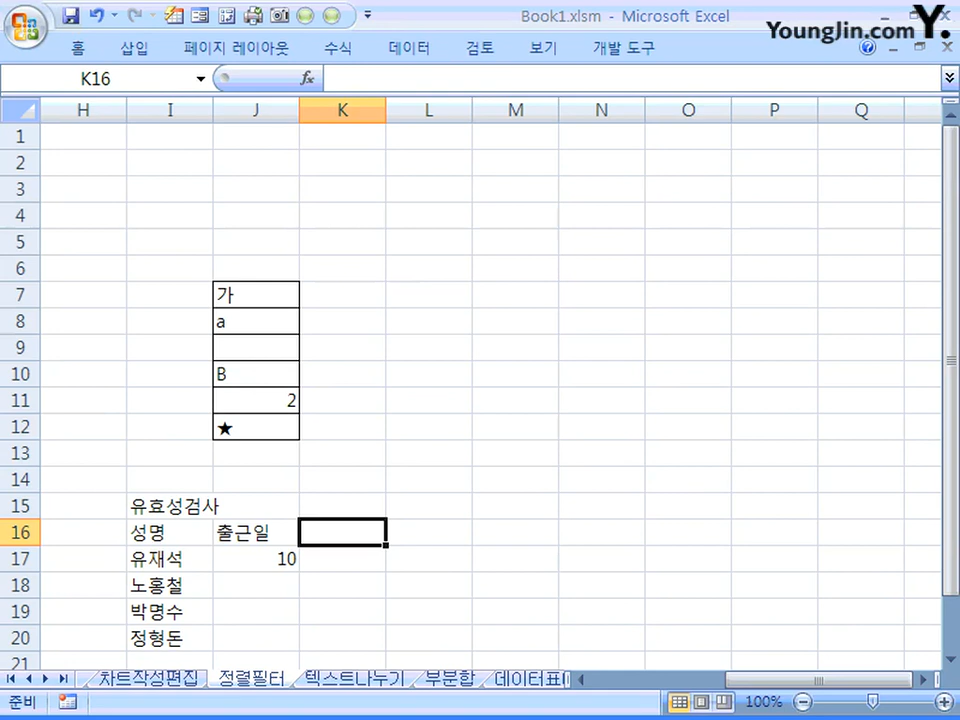 Book1.xlsm - Microsoft Excel
YoungJin.com Y.
홈 삽입 페이지 레이아웃 수식 데이터 검토 보기 개발 도구
K16 fx
H I J K L M N O P Q
1
2
3
4
5
6
7 가
8 a
9
10 B
11 2
12 ★
13
14
15 유효성검사
16 성명 출근일
17 유재석 10
18 노홍철
19 박명수
20 정형돈
21
차트작성편집 정렬필터 텍스트나누기 부분합 데이터표
준비 100%